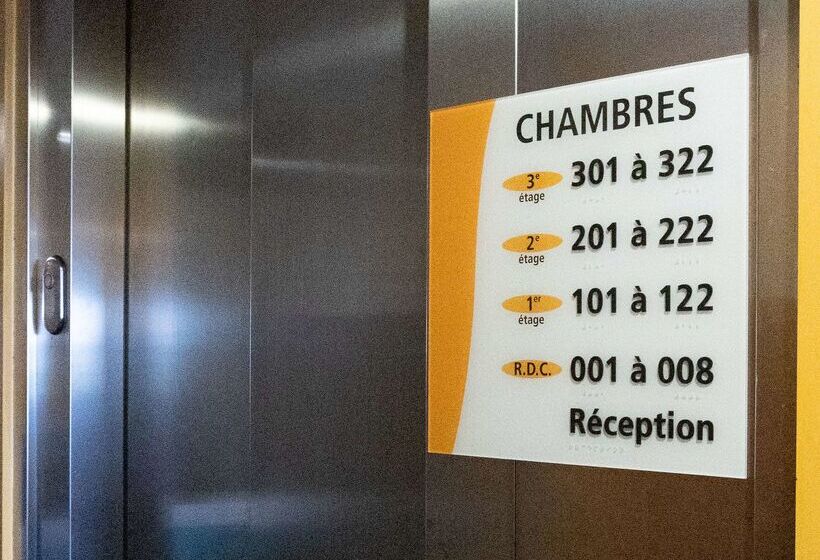 CHAMBRES
3e étage 301 à 322
2e étage 201 à 222
1er étage 101 à 122
R.D.C. 001 à 008
Réception